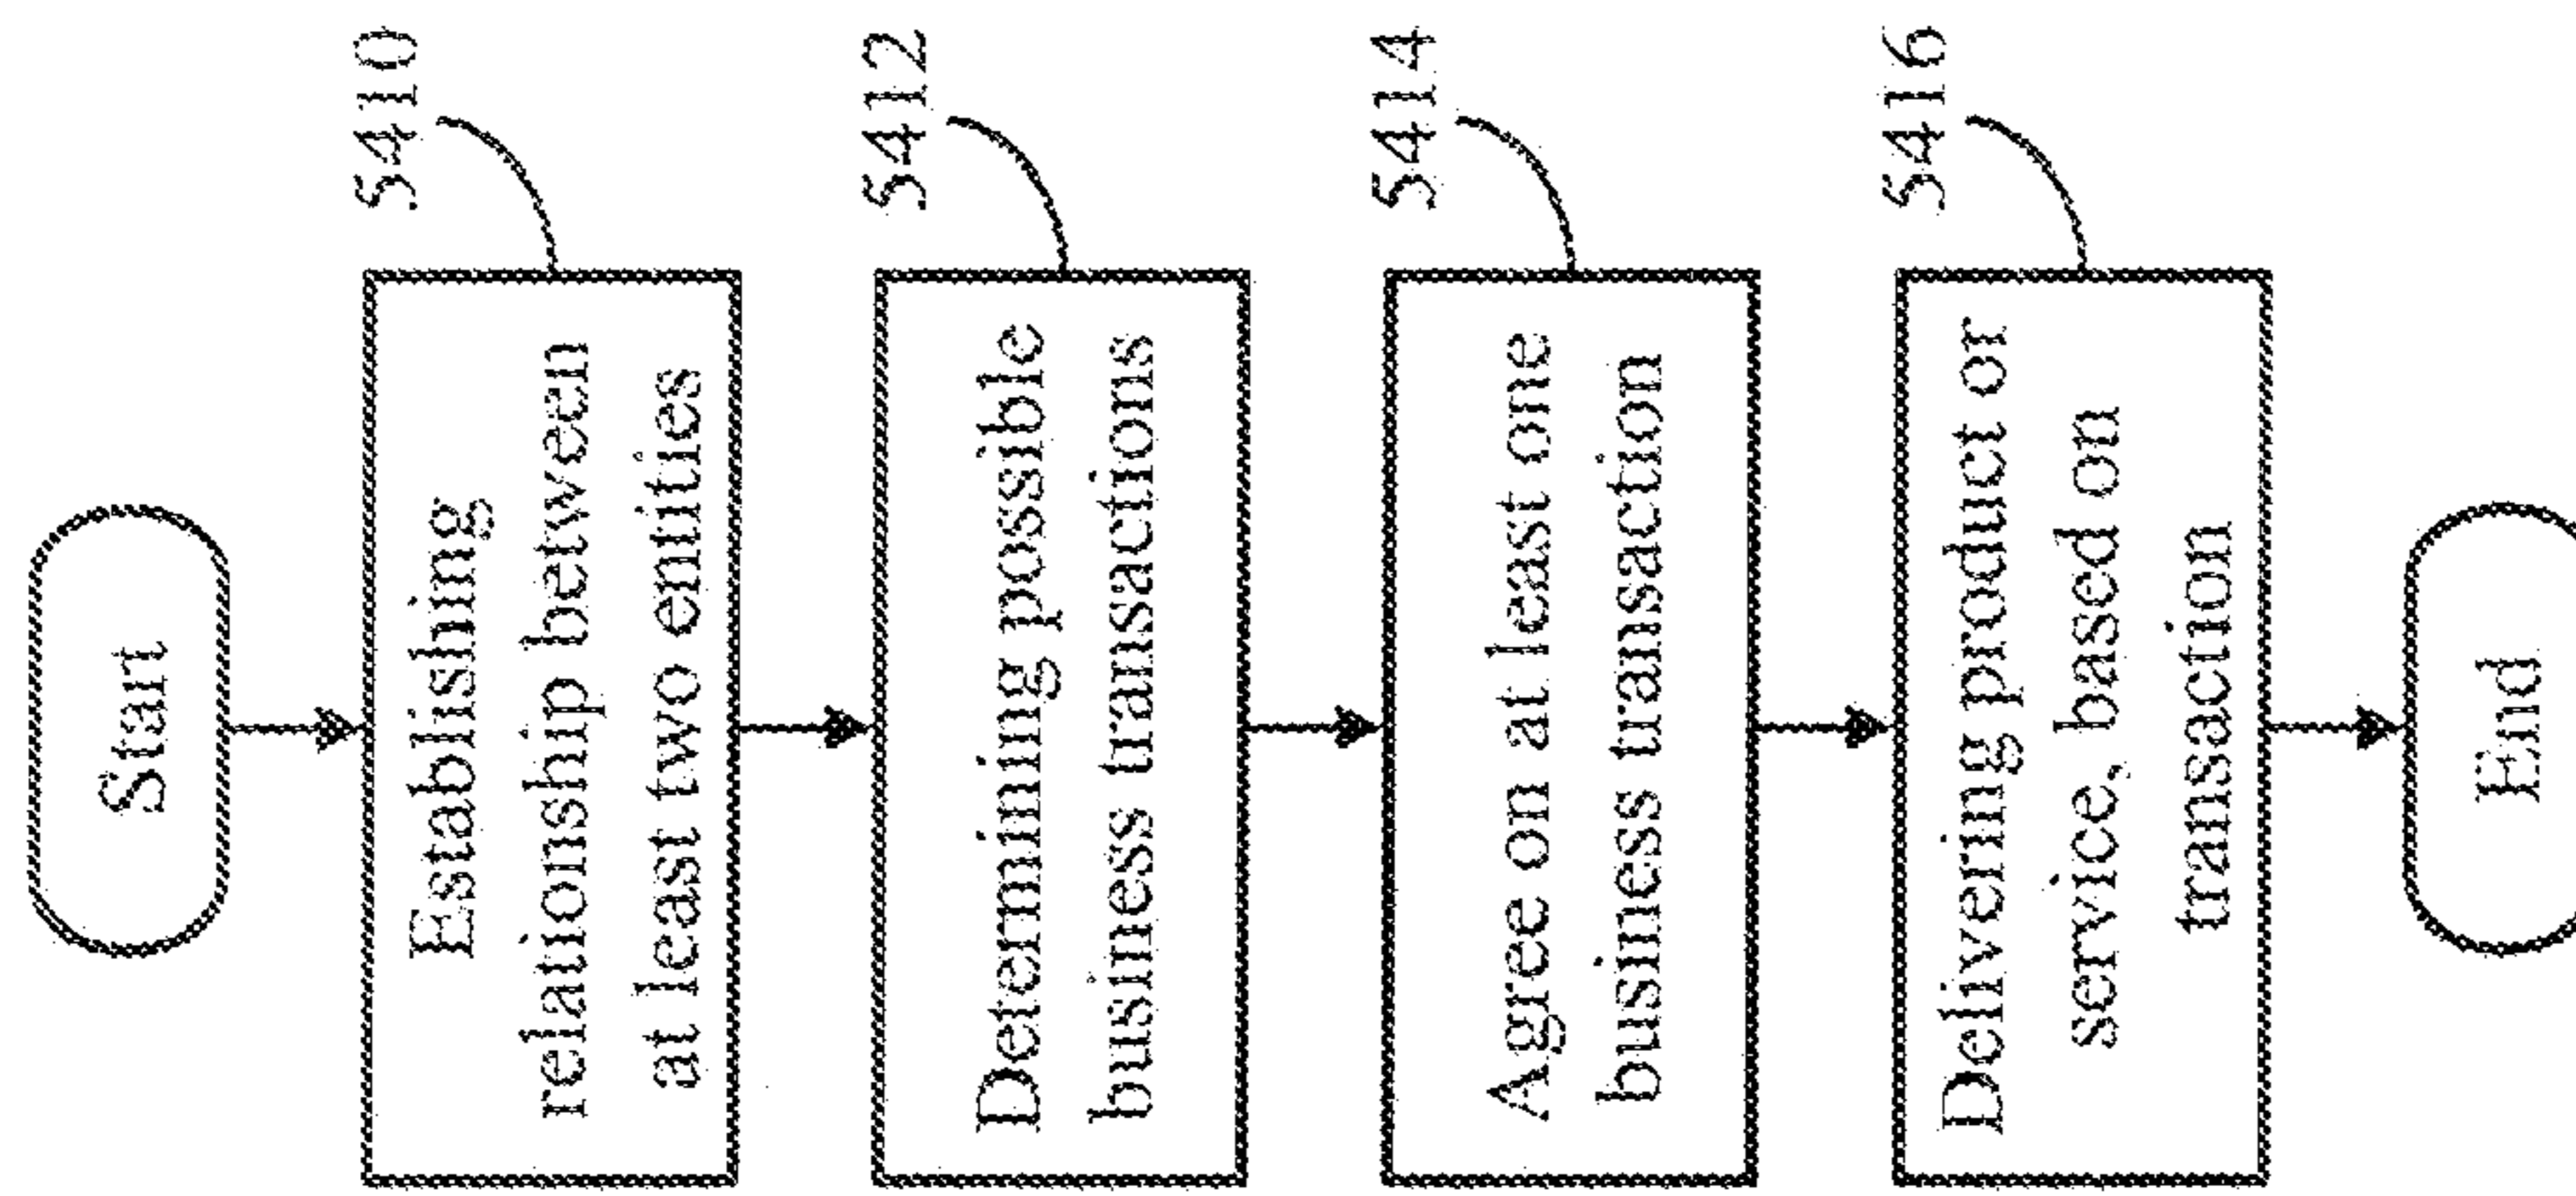 Start
Establishing
relationship between
at least two enities
5410
Determining possible
business transactions
5412
Agree on at least one
business transaction
5414
Delivering product or
service, based on
transaction
5416
End